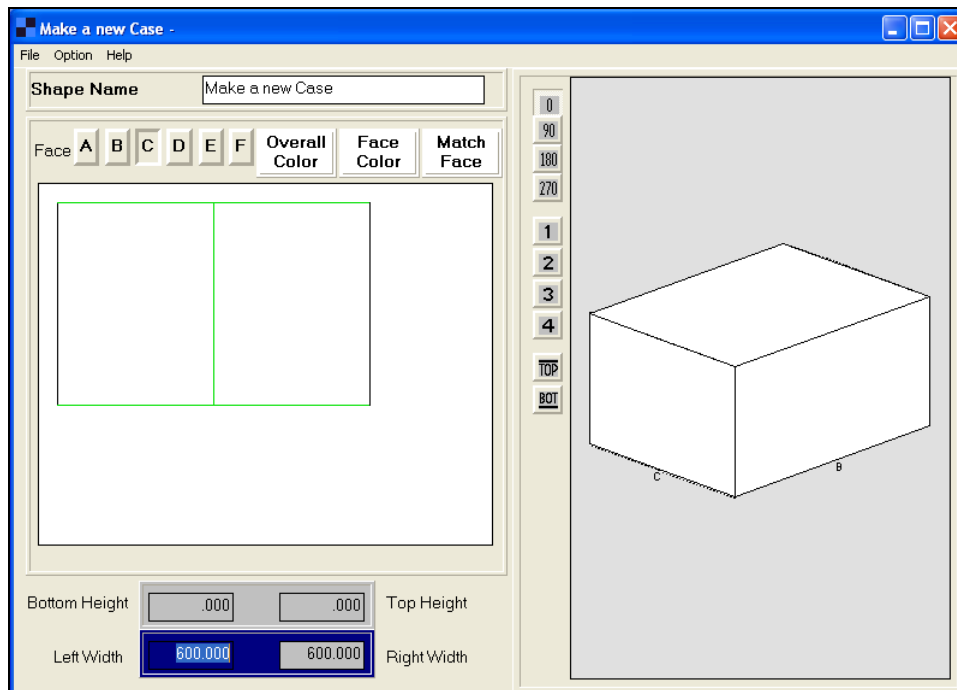 Make a new Case -
File Option Help
Shape Name Make a new Case
Face A B C D E F Overall Color Face Color Match Face
0
90
180
270
1
2
3
4
TOP
BOT
C
B
Bottom Height .000 .000 Top Height
Left Width 600.000 600.000 Right Width